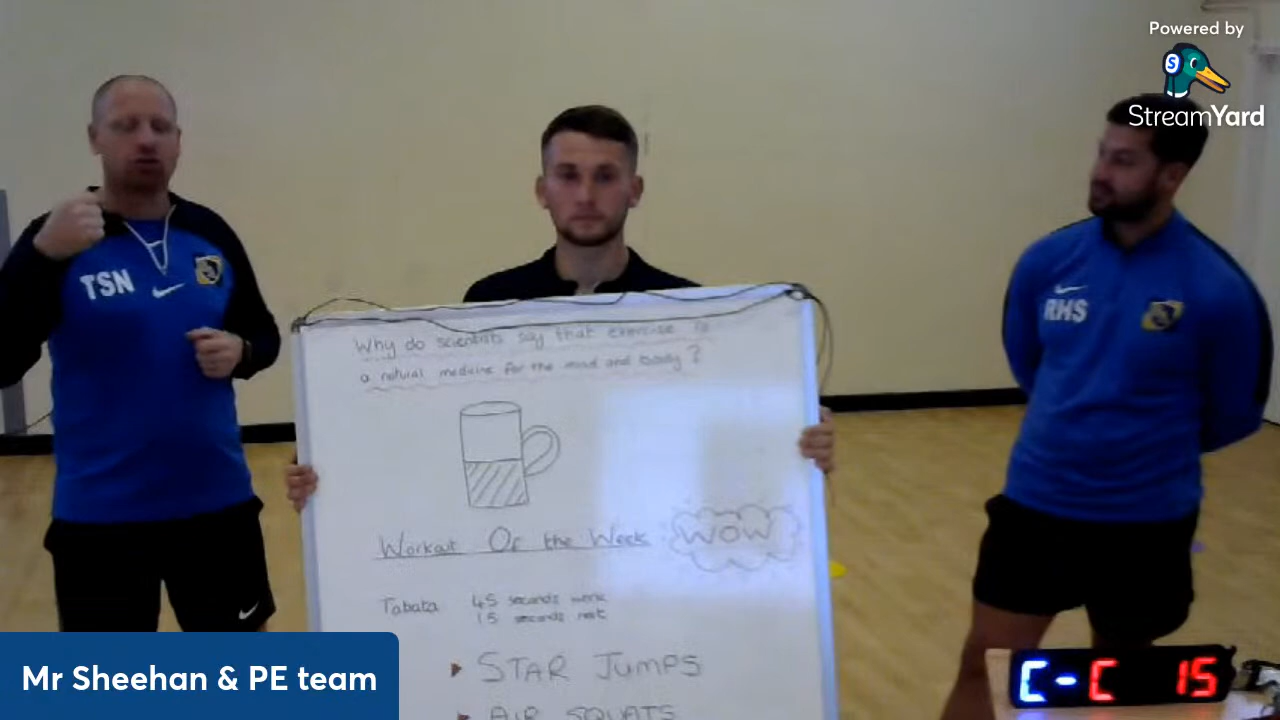 Powered by
StreamYard
TSN
RHS
Why do scientists say that exercise is
a natural medicine for the mind and body?
Workout Of the Week
WOW
Tabata 45 seconds work
15 seconds rest
STAR JUMPS
AIR SQUATS
Mr Sheehan & PE team
C-C 15